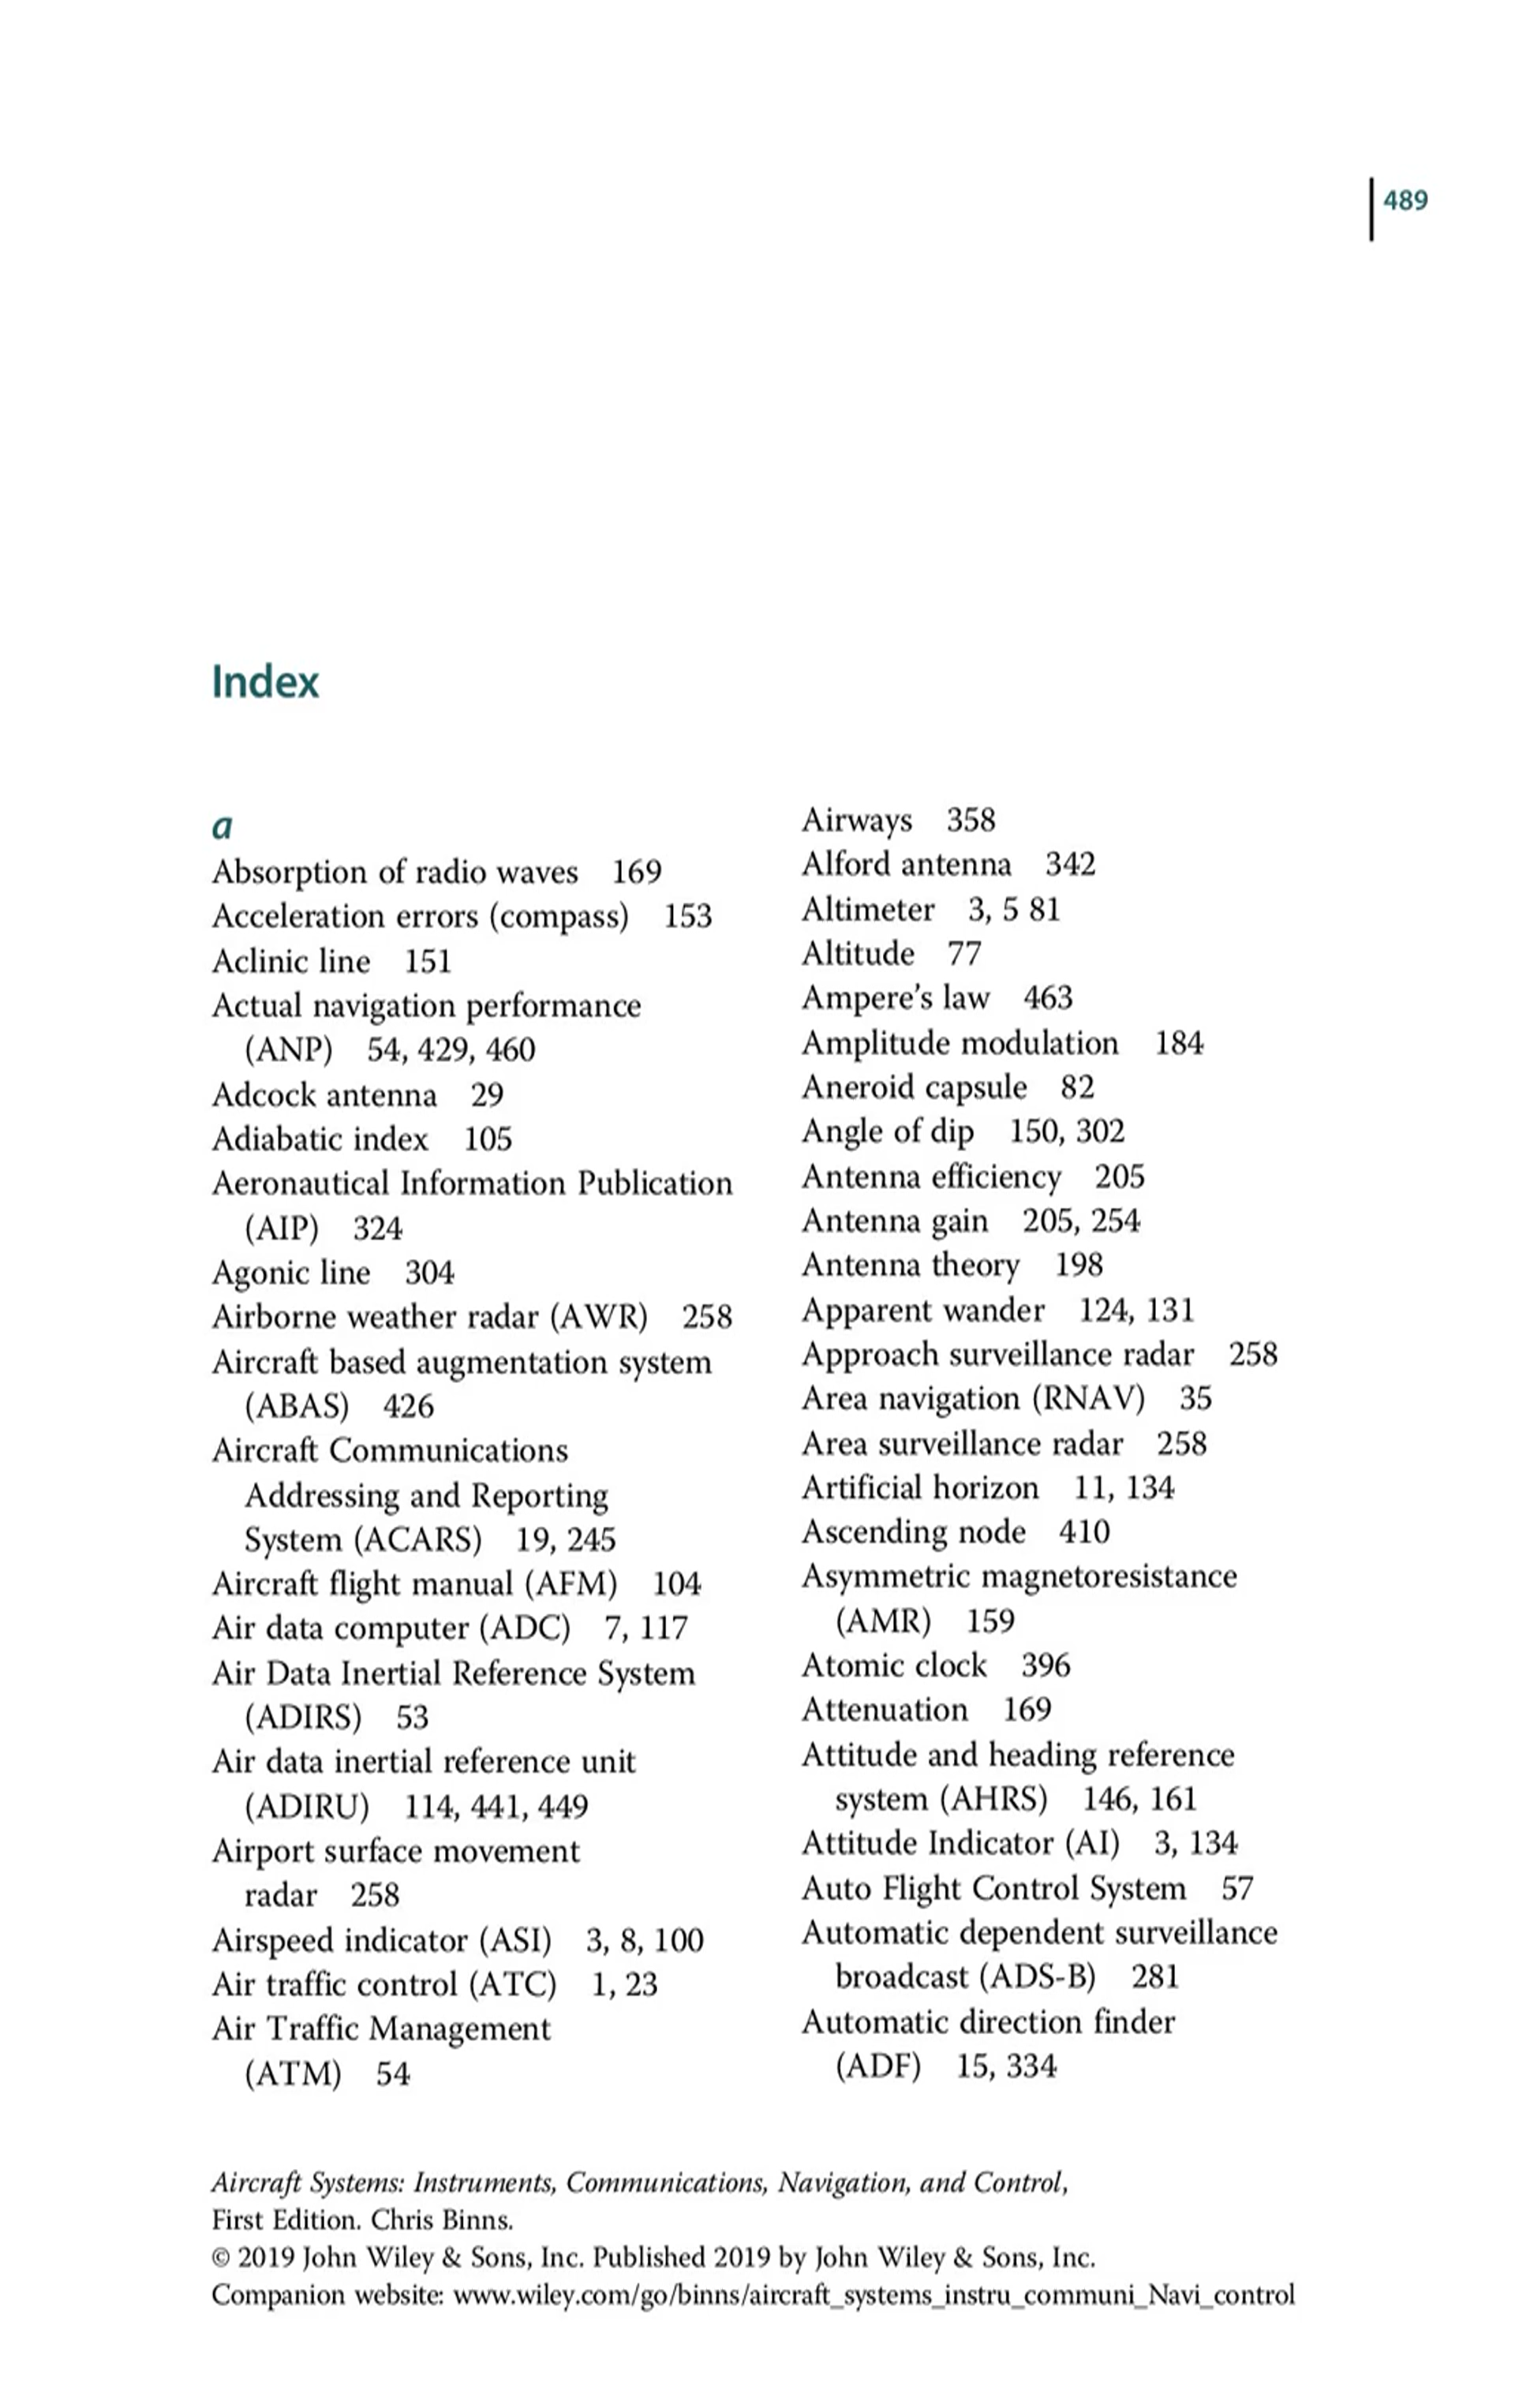 489
Index
a
Absorption of radio waves 169
Acceleration errors (compass) 153
Aclinic line 151
Actual navigation performance
(ANP) 54, 429, 460
Adcock antenna 29
Adiabatic index 105
Aeronautical Information Publication
(AIP) 324
Agonic line 304
Airborne weather radar (AWR) 258
Aircraft based augmentation system
(ABAS) 426
Aircraft Communications
Addressing and Reporting
System (ACARS) 19, 245
Aircraft flight manual (AFM) 104
Air data computer (ADC) 7, 117
Air Data Inertial Reference System
(ADIRS) 53
Air data inertial reference unit
(ADIRU) 114, 441, 449
Airport surface movement
radar 258
Airspeed indicator (ASI) 3, 8, 100
Air traffic control (ATC) 1, 23
Air Traffic Management
(ATM) 54
Airways 358
Alford antenna 342
Altimeter 3, 5 81
Altitude 77
Ampere's law 463
Amplitude modulation 184
Aneroid capsule 82
Angle of dip 150, 302
Antenna efficiency 205
Antenna gain 205, 254
Antenna theory 198
Apparent wander 124, 131
Approach surveillance radar 258
Area navigation (RNAV) 35
Area surveillance radar 258
Artificial horizon 11, 134
Ascending node 410
Asymmetric magnetoresistance
(AMR) 159
Atomic clock 396
Attenuation 169
Attitude and heading reference
system (AHRS) 146, 161
Attitude Indicator (AI) 3, 134
Auto Flight Control System 57
Automatic dependent surveillance
broadcast (ADS-B) 281
Automatic direction finder
(ADF) 15, 334
Aircraft Systems: Instruments, Communications, Navigation, and Control,
First Edition. Chris Binns.
© 2019 John Wiley & Sons, Inc. Published 2019 by John Wiley & Sons, Inc.
Companion website: www.wiley.com/go/binns/aircraft_systems_instru_communi_Navi_control